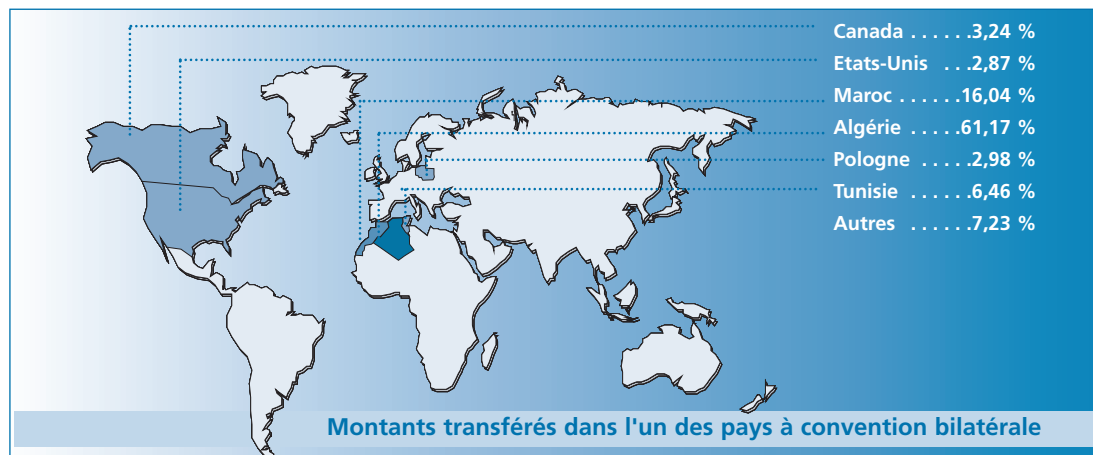 Canada . . . . . .3,24 %
Etats-Unis . . .2,87 %
Maroc . . . . . .16,04 %
Algérie . . . . .61,17 %
Pologne . . . . .2,98 %
Tunisie . . . . . .6,46 %
Autres . . . . . .7,23 %
Montants transférés dans l'un des pays à convention bilatérale